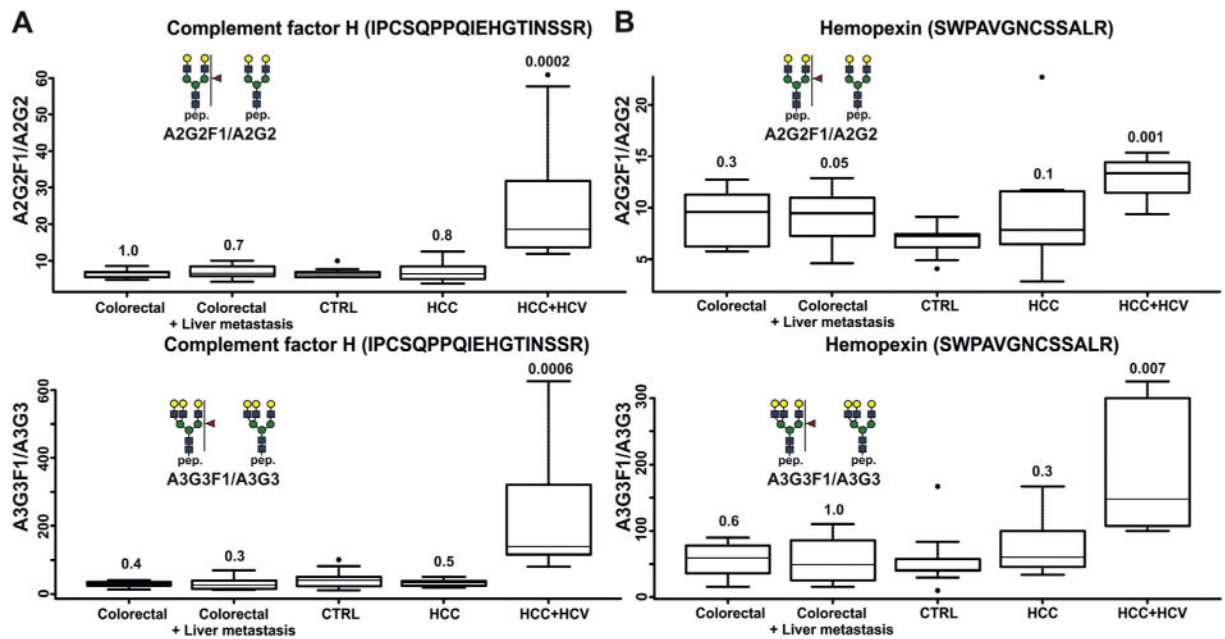 A
Complement factor H (IPCSQPPQIEHGTINSSR)
A2G2F1/A2G2
60
50
40
30
20
10
pep. pep.
A2G2F1/A2G2
1.0 0.7 0.8 0.0002
Colorectal Colorectal CTRL HCC HCC+HCV
+ Liver metastasis
B
Hemopexin (SWPAVGNCSSALR)
A2G2F1/A2G2
20
15
10
5
pep. pep.
A2G2F1/A2G2
0.3 0.05 0.1 0.001
Colorectal Colorectal CTRL HCC HCC+HCV
+ Liver metastasis
Complement factor H (IPCSQPPQIEHGTINSSR)
A3G3F1/A3G3
600
400
200
0
pep. pep.
A3G3F1/A3G3
0.4 0.3 0.5 0.0006
Colorectal Colorectal CTRL HCC HCC+HCV
+ Liver metastasis
Hemopexin (SWPAVGNCSSALR)
A3G3F1/A3G3
300
200
100
0
pep. pep.
A3G3F1/A3G3
0.6 1.0 0.3 0.007
Colorectal Colorectal CTRL HCC HCC+HCV
+ Liver metastasis